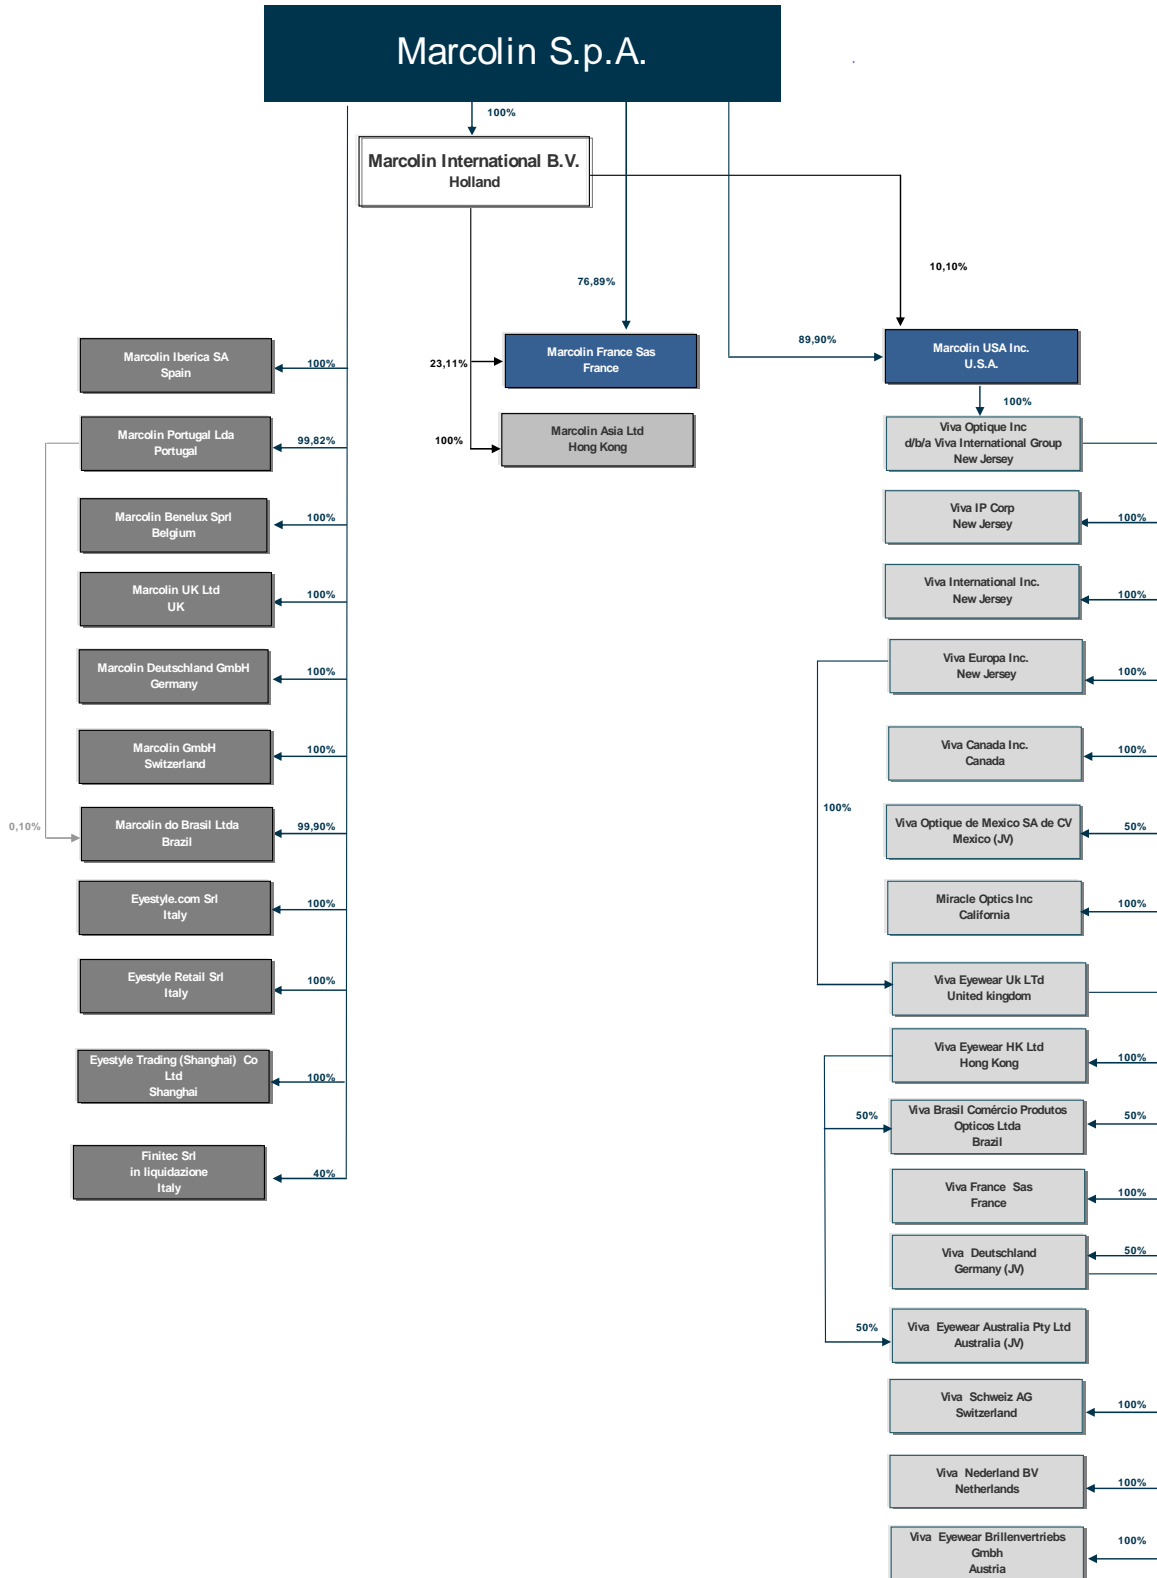 Marcolin S.p.A.
100%
Marcolin International B.V.
Holland
10,10%
76,89%
89,90%
23,11%
Marcolin France Sas
France
Marcolin USA Inc.
U.S.A.
100%
100%
Marcolin Asia Ltd
Hong Kong
Marcolin Iberica SA
Spain
100%
Marcolin Portugal Lda
Portugal
99,82%
Marcolin Benelux Sprl
Belgium
100%
Marcolin UK Ltd
UK
100%
Marcolin Deutschland GmbH
Germany
100%
Marcolin GmbH
Switzerland
100%
0,10%
Marcolin do Brasil Ltda
Brazil
99,90%
Eyestyle.com Srl
Italy
100%
Eyestyle Retail Srl
Italy
100%
Eyestyle Trading (Shanghai) Co
Ltd
Shanghai
100%
Finitec Srl
in liquidazione
Italy
40%
Viva Optique Inc
d/b/a Viva International Group
New Jersey
Viva IP Corp
New Jersey
100%
Viva International Inc.
New Jersey
100%
Viva Europa Inc.
New Jersey
100%
Viva Canada Inc.
Canada
100%
100%
Viva Optique de Mexico SA de CV
Mexico (JV)
50%
Miracle Optics Inc
California
100%
Viva Eyewear Uk LTd
United kingdom
Viva Eyewear HK Ltd
Hong Kong
100%
50%
Viva Brasil Comércio Produtos
Opticos Ltda
Brazil
50%
Viva France Sas
France
100%
Viva Deutschland
Germany (JV)
50%
50%
Viva Eyewear Australia Pty Ltd
Australia (JV)
Viva Schweiz AG
Switzerland
100%
Viva Nederland BV
Netherlands
100%
Viva Eyewear Brillenvertriebs
Gmbh
Austria
100%